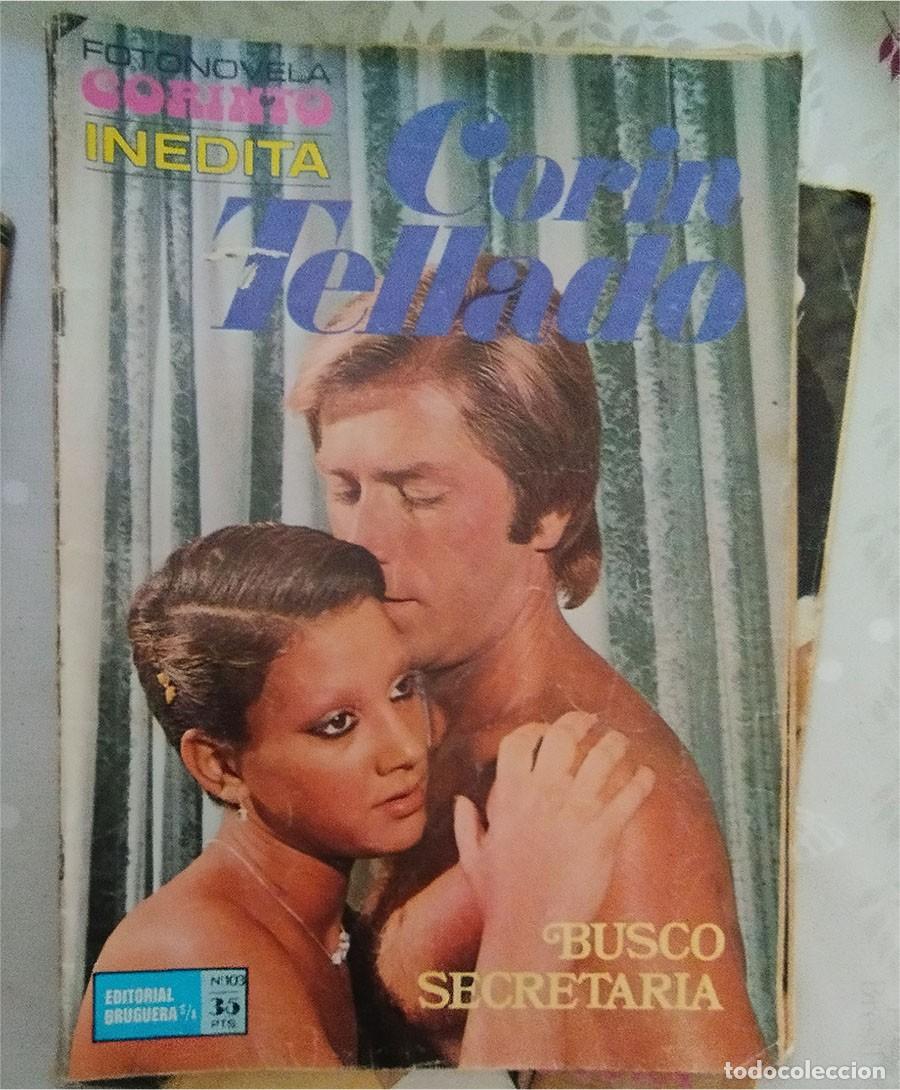 FOTONOVELA
CORINTO
INEDITA
Corin
Tellado
BUSCO
SECRETARIA
EDITORIAL
BRUGUERA S/A
Nº103
35
PTS.
todocoleccion